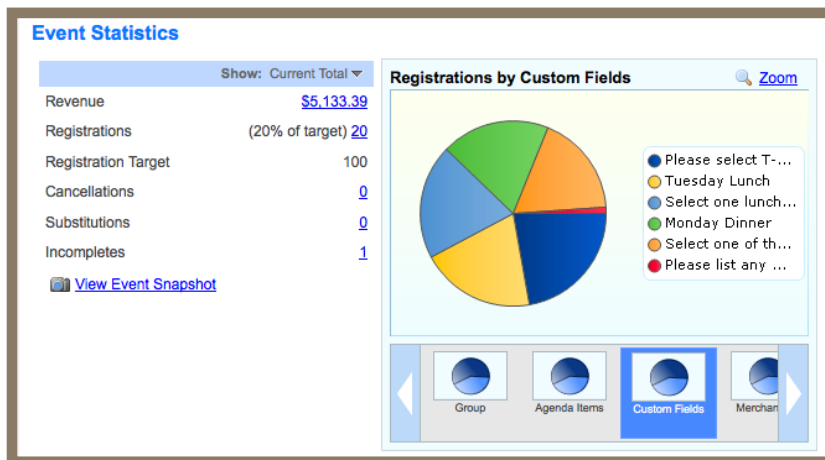 Event Statistics
Show: Current Total
Revenue $5,133.39
Registrations (20% of target) 20
Registration Target 100
Cancellations 0
Substitutions 0
Incompletes 1
View Event Snapshot
Registrations by Custom Fields Zoom
Please select T-...
Tuesday Lunch
Select one lunch...
Monday Dinner
Select one of th...
Please list any ...
Group Agenda Items Custom Fields Merchan